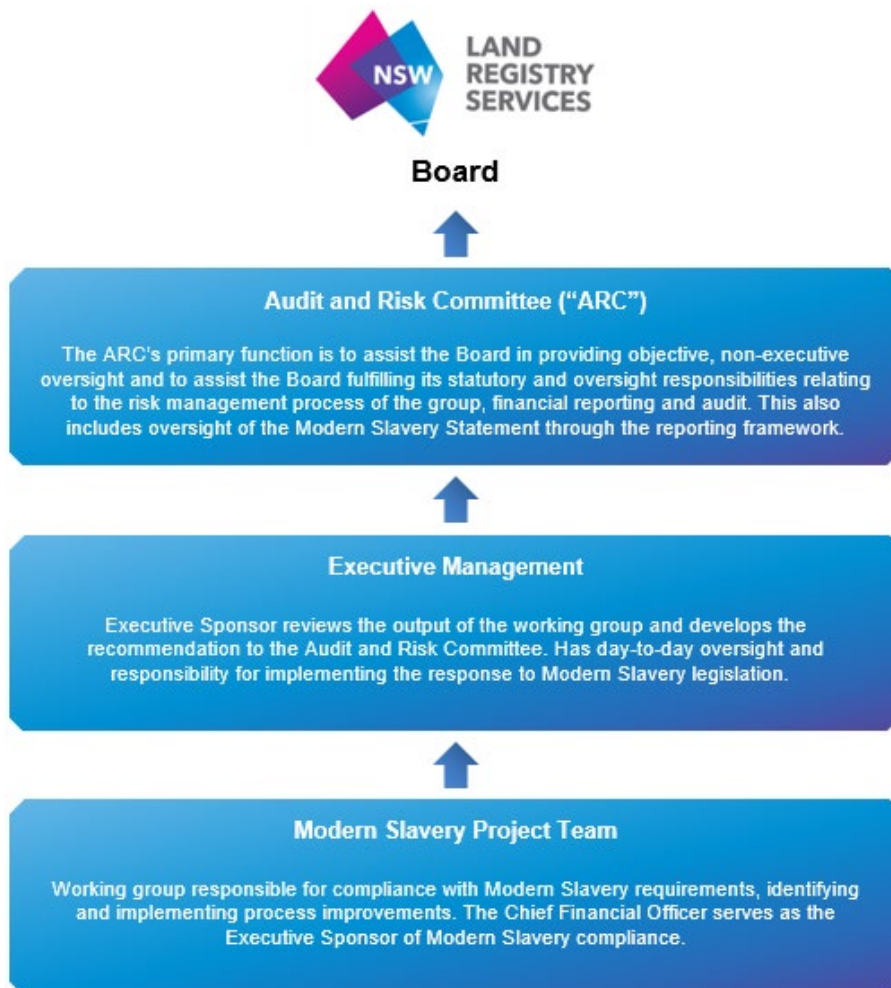 NSW
LAND
REGISTRY
SERVICES
Board
Audit and Risk Committee (“ARC”)
The ARC's primary function is to assist the Board in providing objective, non-executive
oversight and to assist the Board fulfilling its statutory and oversight responsibilities relating
to the risk management process of the group, financial reporting and audit. This also
includes oversight of the Modern Slavery Statement through the reporting framework.
Executive Management
Executive Sponsor reviews the output of the working group and develops the
recommendation to the Audit and Risk Committee. Has day-to-day oversight and
responsibility for implementing the response to Modern Slavery legislation.
Modern Slavery Project Team
Working group responsible for compliance with Modern Slavery requirements, identifying
and implementing process improvements. The Chief Financial Officer serves as the
Executive Sponsor of Modern Slavery compliance.